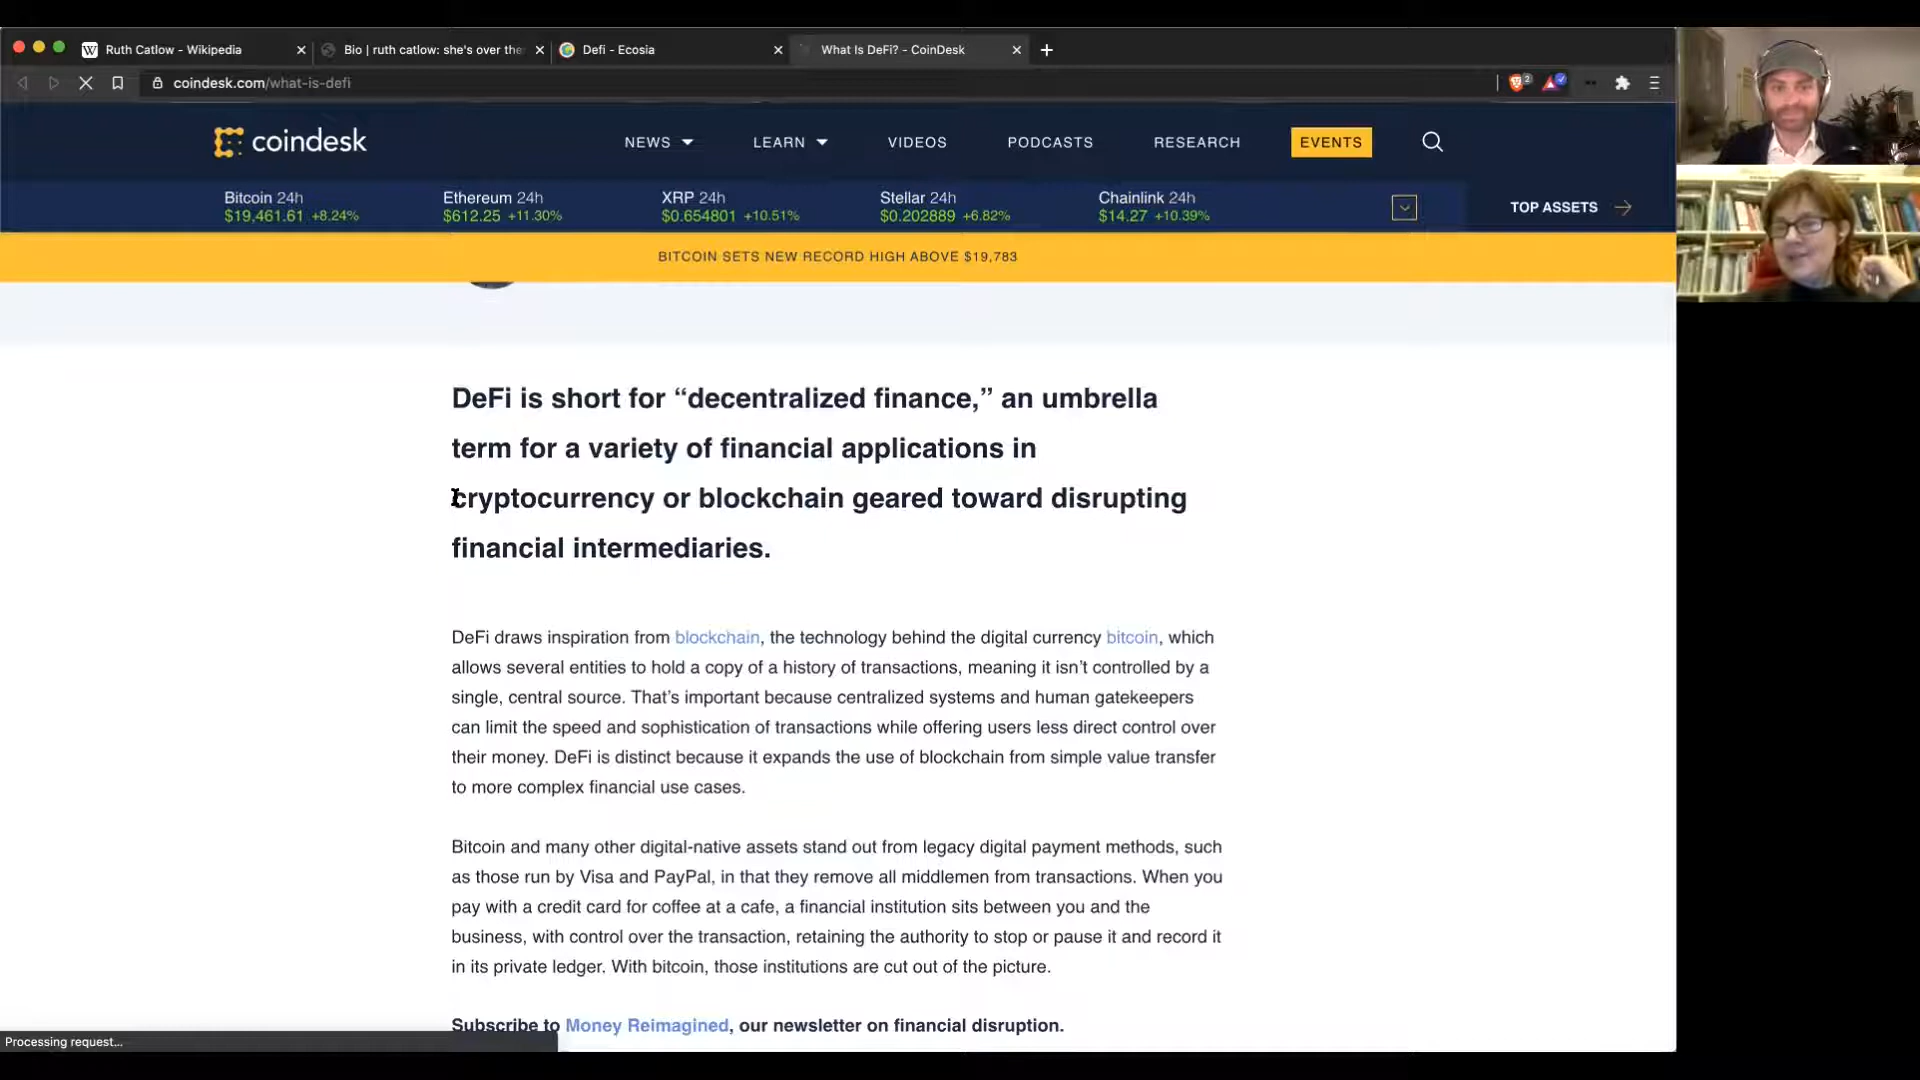 Ruth Catlow - Wikipedia
Bio | ruth catlow: she's over the
Defi - Ecosia
What Is DeFi? - CoinDesk
coindesk.com/what-is-defi
2
coindesk
NEWS
LEARN
VIDEOS
PODCASTS
RESEARCH
EVENTS
Bitcoin 24h
$19,461.61 +8.24%
Ethereum 24h
$612.25 +11.30%
XRP 24h
$0.654801 +10.51%
Stellar 24h
$0.202889 +6.82%
Chainlink 24h
$14.27 +10.39%
TOP ASSETS
BITCOIN SETS NEW RECORD HIGH ABOVE $19,783
DeFi is short for “decentralized finance,” an umbrella
term for a variety of financial applications in
cryptocurrency or blockchain geared toward disrupting
financial intermediaries.
DeFi draws inspiration from blockchain, the technology behind the digital currency bitcoin, which
allows several entities to hold a copy of a history of transactions, meaning it isn’t controlled by a
single, central source. That’s important because centralized systems and human gatekeepers
can limit the speed and sophistication of transactions while offering users less direct control over
their money. DeFi is distinct because it expands the use of blockchain from simple value transfer
to more complex financial use cases.
Bitcoin and many other digital-native assets stand out from legacy digital payment methods, such
as those run by Visa and PayPal, in that they remove all middlemen from transactions. When you
pay with a credit card for coffee at a cafe, a financial institution sits between you and the
business, with control over the transaction, retaining the authority to stop or pause it and record it
in its private ledger. With bitcoin, those institutions are cut out of the picture.
Subscribe to Money Reimagined, our newsletter on financial disruption.
Processing request...